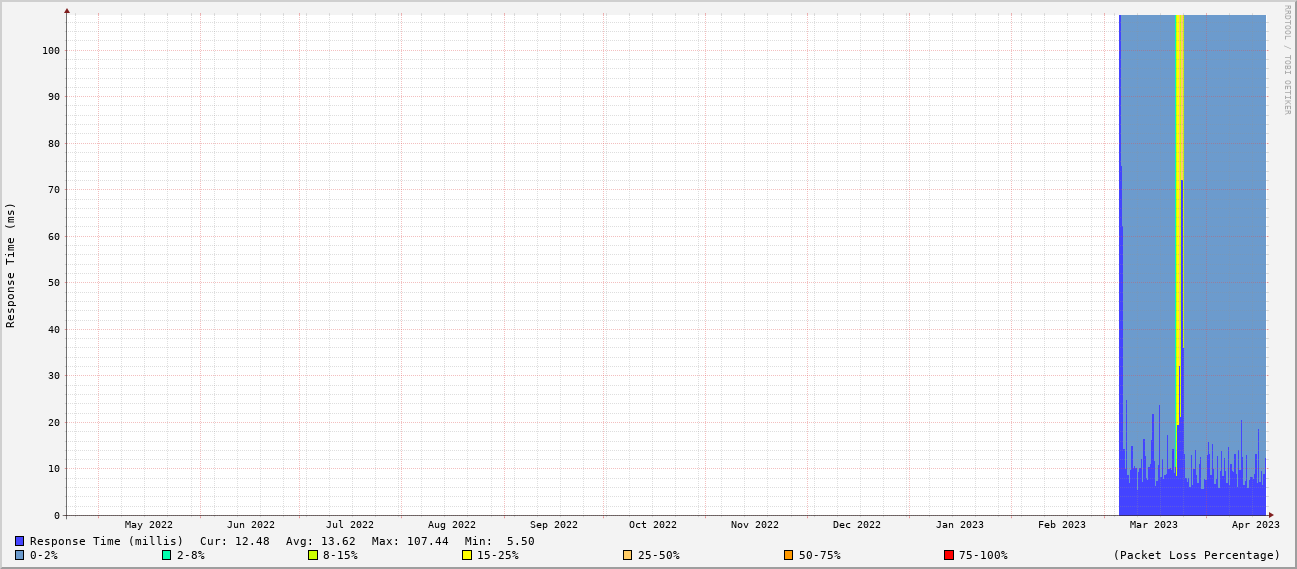 RRDTOOL / TOBI OETIKER
Response Time (ms)
100
90
80
70
60
50
40
30
20
10
0
May 2022 Jun 2022 Jul 2022 Aug 2022 Sep 2022 Oct 2022 Nov 2022 Dec 2022 Jan 2023 Feb 2023 Mar 2023 Apr 2023
Response Time (millis) Cur: 12.48 Avg: 13.62 Max: 107.44 Min: 5.50
0-2% 2-8% 8-15% 15-25% 25-50% 50-75% 75-100% (Packet Loss Percentage)